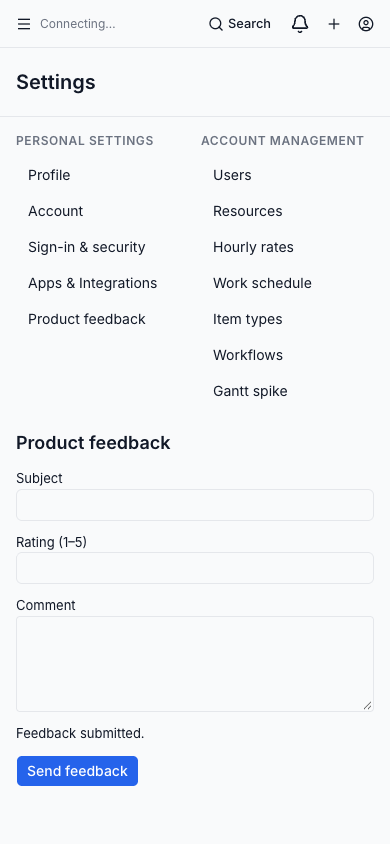 Connecting...
Search
Settings
PERSONAL SETTINGS
Profile
Account
Sign-in & security
Apps & Integrations
Product feedback
ACCOUNT MANAGEMENT
Users
Resources
Hourly rates
Work schedule
Item types
Workflows
Gantt spike
Product feedback
Subject
Rating (1–5)
Comment
Feedback submitted.
Send feedback